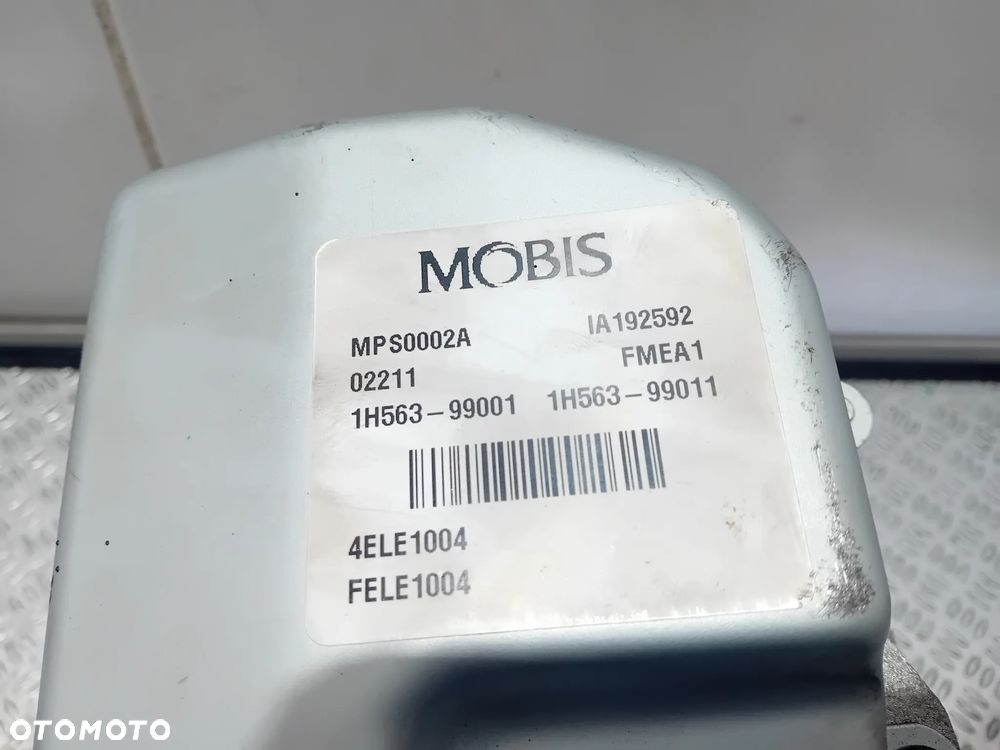 MOBIS
MPS0002A IA192592
02211 FMEA1
1H563-99001 1H563-99011
4ELE1004
FELE1004
OTOMOTO